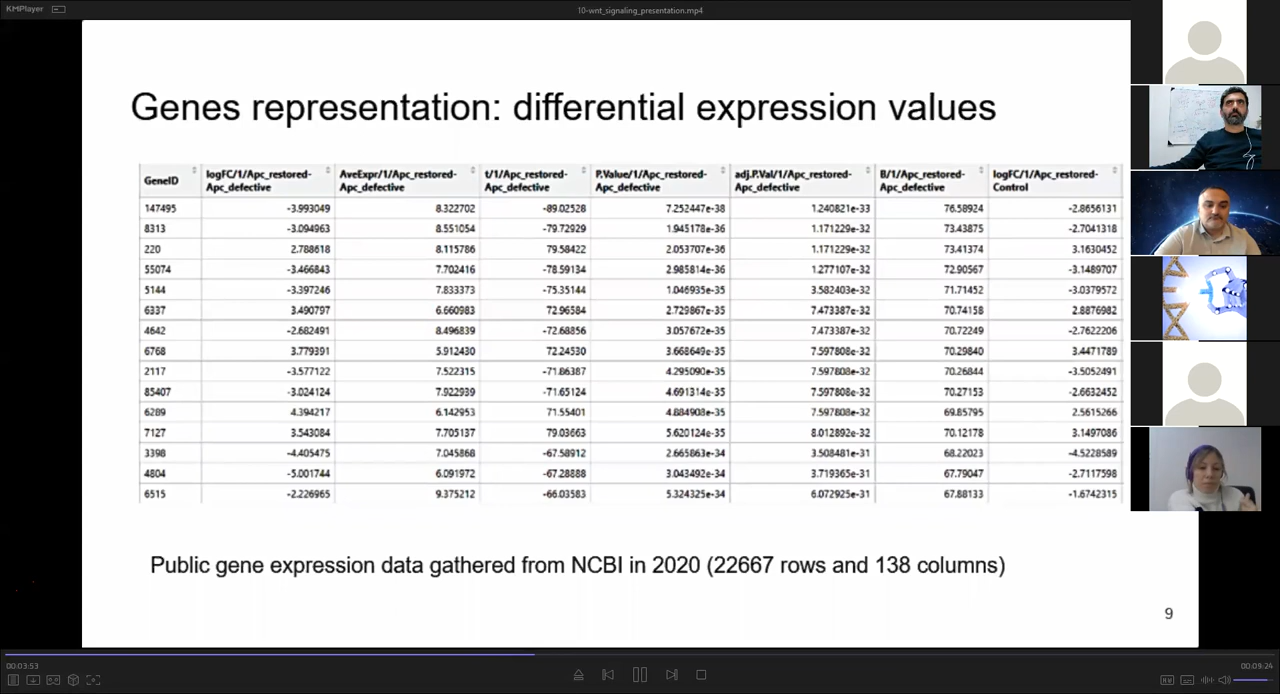 KMPlayer
10-wnt_signaling_presentation.mp4
Genes representation: differential expression values
GeneID logFC/1/Apc_restored-Apc_defective AveExpr/1/Apc_restored-Apc_defective t/1/Apc_restored-Apc_defective P.Value/1/Apc_restored-Apc_defective adj.P.Val/1/Apc_restored-Apc_defective B/1/Apc_restored-Apc_defective logFC/1/Apc_restored-Control
147495 -3.993049 8.322702 -89.02528 7.252447e-38 1.240821e-33 76.58924 -2.8656131
8313 -3.094963 8.551054 -79.72929 1.945178e-36 1.171229e-32 73.43875 -2.7041318
220 2.788618 8.115786 79.58422 2.053707e-36 1.171229e-32 73.41374 3.1630452
55074 -3.466843 7.702416 -78.59134 2.985814e-36 1.277107e-32 72.90567 -3.1489707
5144 -3.397246 7.833373 -75.35144 1.046935e-35 3.582403e-32 71.71452 -3.0379572
6337 3.490797 6.660983 72.96584 2.729867e-35 7.473387e-32 70.74158 2.8876982
4642 -2.682491 8.496839 -72.68856 3.057672e-35 7.473387e-32 70.72249 -2.7622206
6768 3.779391 5.912430 72.24530 3.668649e-35 7.597808e-32 70.29840 3.4471789
2117 -3.577122 7.522315 -71.86387 4.295090e-35 7.597808e-32 70.26844 -3.5052491
85407 -3.024124 7.922939 -71.65124 4.691314e-35 7.597808e-32 70.27153 -2.6632452
6289 4.394217 6.142953 71.55401 4.884908e-35 7.597808e-32 69.85795 2.5615266
7127 3.543084 7.705137 79.03663 5.620124e-35 8.012892e-32 70.12178 3.1497086
3398 -4.405475 7.045868 -67.58912 2.665863e-34 3.508481e-31 68.22023 -4.5228589
4804 -5.001744 6.091972 -67.28888 3.043492e-34 3.719365e-31 67.79047 -2.7117598
6515 -2.226965 9.375212 -66.03583 5.324325e-34 6.072925e-31 67.88133 -1.6742315
Public gene expression data gathered from NCBI in 2020 (22667 rows and 138 columns)
9
00:03:53
00:09:24